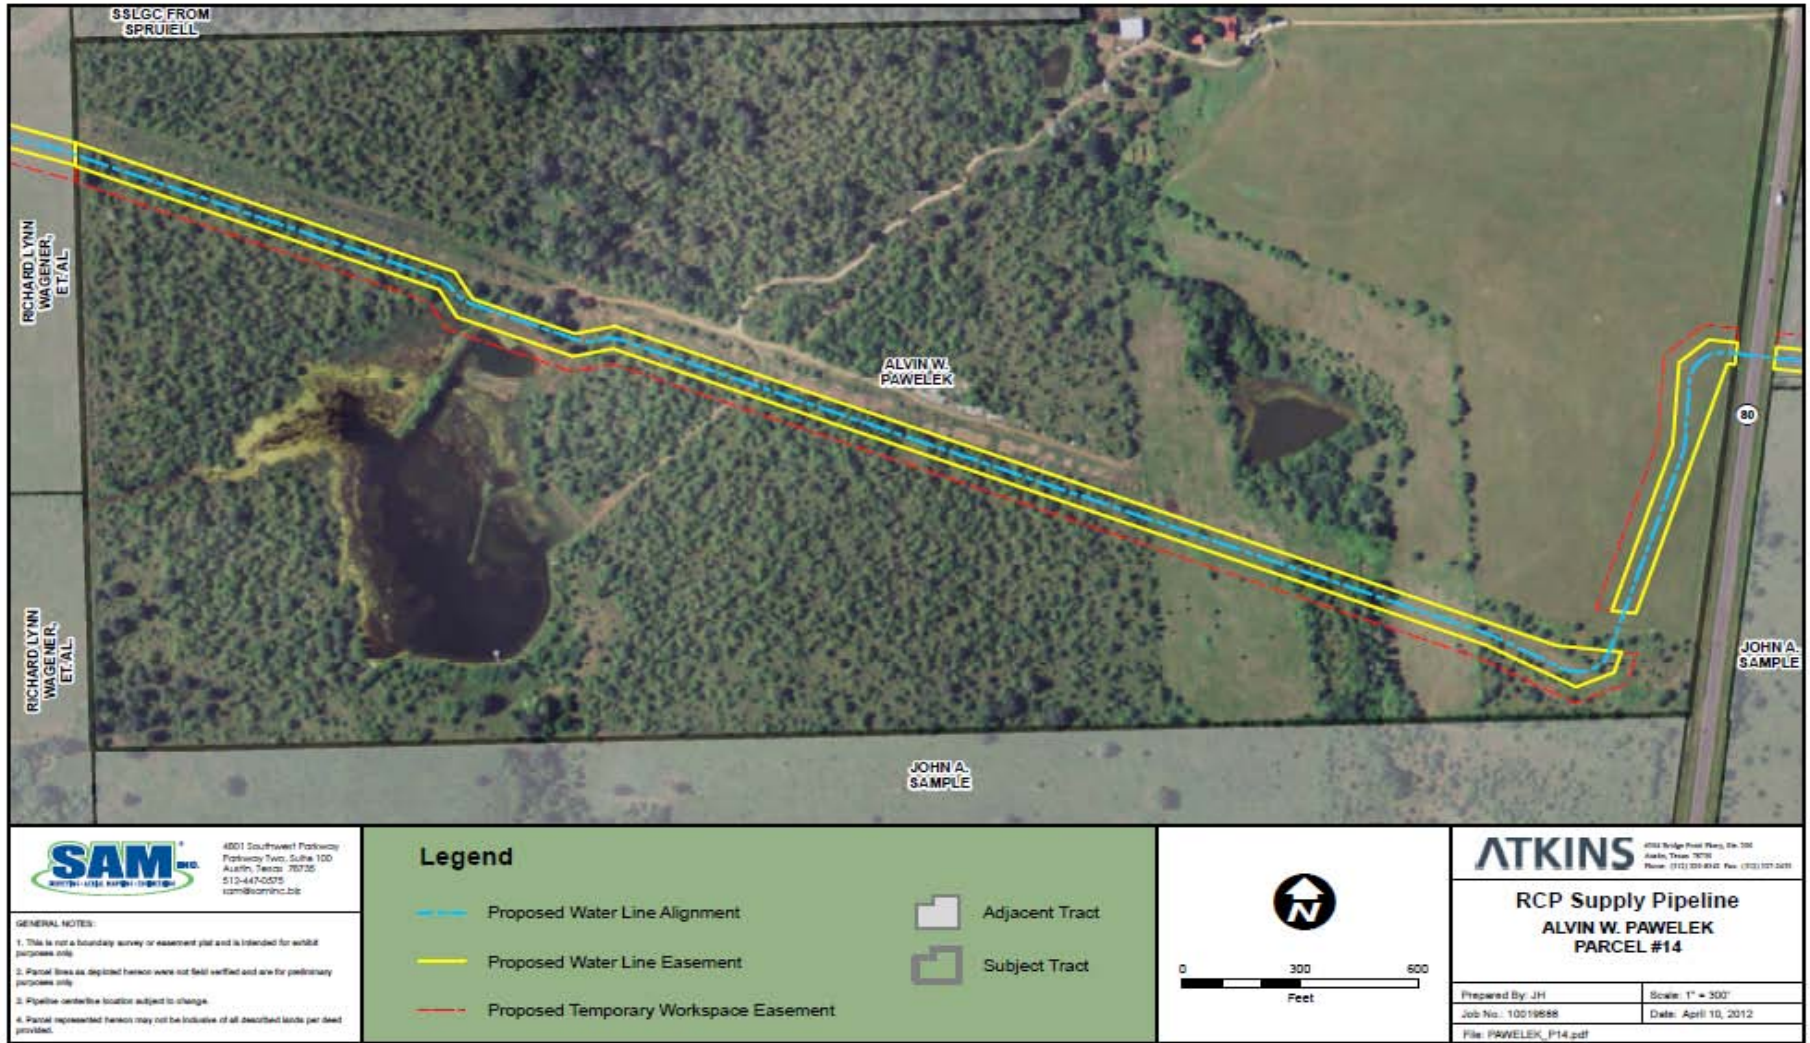 SSLGC FROM
SPRUIELL
RICHARD LYNN
WAGENER,
ET. AL.
ALVIN W.
PAWELEK
80
RICHARD LYNN
WAGENER,
ET. AL.
JOHN A.
SAMPLE
JOHN A.
SAMPLE
SAM INC.
4801 Southwest Parkway
Parkway Two, Suite 100
Austin, Texas 78735
512-447-0575
sam@saminc.biz
GENERAL NOTES:
1. This is not a boundary survey or easement plat and is intended for exhibit
purposes only.
2. Parcel lines as depicted hereon were not field verified and are for preliminary
purposes only.
3. Pipeline centerline location subject to change.
4. Parcel represented hereon may not be inclusive of all described lands per deed
provided.
Legend
Proposed Water Line Alignment
Proposed Water Line Easement
Proposed Temporary Workspace Easement
Adjacent Tract
Subject Tract
N
0 300 600
Feet
ATKINS
Austin, Texas
RCP Supply Pipeline
ALVIN W. PAWELEK
PARCEL #14
Prepared By: JH
Scale: 1" = 300'
Job No.:
Date: April 10, 2012
File: PAWELEK_P14.pdf